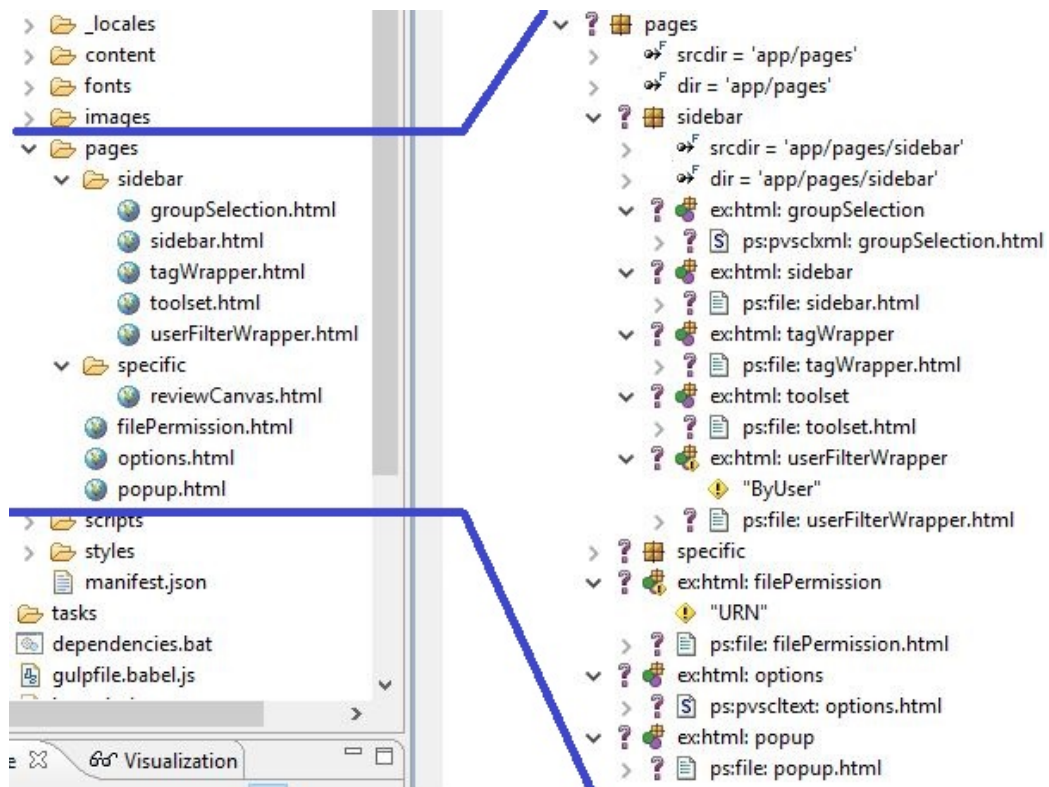 _locales
content
fonts
images
pages
sidebar
groupSelection.html
sidebar.html
tagWrapper.html
toolset.html
userFilterWrapper.html
specific
reviewCanvas.html
filePermission.html
options.html
popup.html
scripts
styles
manifest.json
tasks
dependencies.bat
gulpfile.babel.js
e
Visualization
pages
F srcdir = 'app/pages'
F dir = 'app/pages'
sidebar
F srcdir = 'app/pages/sidebar'
F dir = 'app/pages/sidebar'
ex:html: groupSelection
S ps:pvsclxml: groupSelection.html
ex:html: sidebar
ps:file: sidebar.html
ex:html: tagWrapper
ps:file: tagWrapper.html
ex:html: toolset
ps:file: toolset.html
ex:html: userFilterWrapper
"ByUser"
ps:file: userFilterWrapper.html
specific
ex:html: filePermission
"URN"
ps:file: filePermission.html
ex:html: options
S ps:pvscltext: options.html
ex:html: popup
ps:file: popup.html